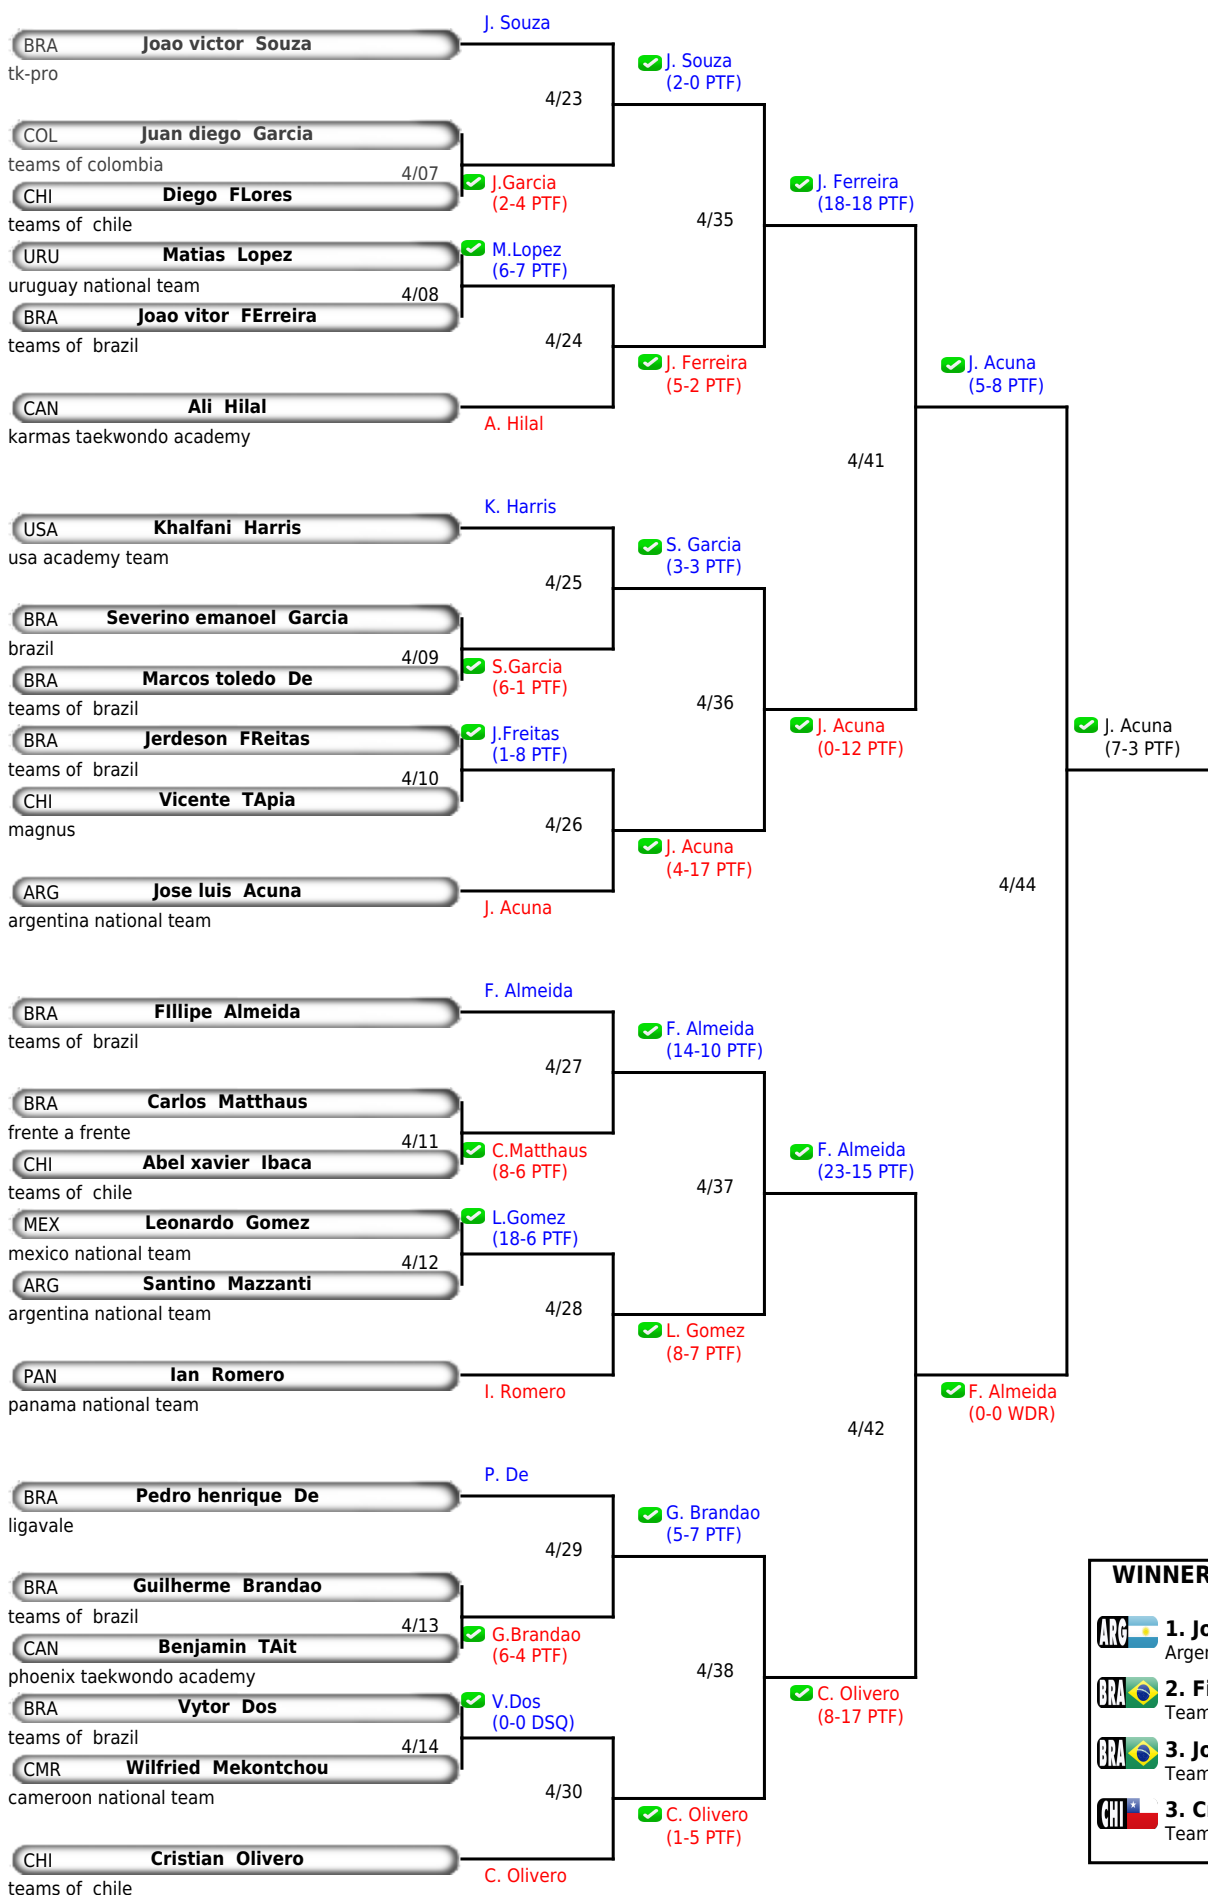 J. Souza
BRA Joao victor Souza
tk-pro
J. Souza
(2-0 PTF)
4/23
COL Juan diego Garcia
teams of colombia
4/07
J.Garcia
(2-4 PTF)
CHI Diego FLores
teams of chile
J. Ferreira
(18-18 PTF)
4/35
URU Matias Lopez
uruguay national team
M.Lopez
(6-7 PTF)
4/08
BRA Joao vitor FErreira
teams of brazil
4/24
J. Ferreira
(5-2 PTF)
CAN Ali Hilal
karmas taekwondo academy
A. Hilal
J. Acuna
(5-8 PTF)
4/41
K. Harris
USA Khalfani Harris
usa academy team
S. Garcia
(3-3 PTF)
4/25
BRA Severino emanoel Garcia
brazil
4/09
S.Garcia
(6-1 PTF)
BRA Marcos toledo De
teams of brazil
4/36
BRA Jerdeson FReitas
teams of brazil
J.Freitas
(1-8 PTF)
J. Acuna
(0-12 PTF)
J. Acuna
(7-3 PTF)
4/10
CHI Vicente TApia
magnus
4/26
J. Acuna
(4-17 PTF)
ARG Jose luis Acuna
argentina national team
J. Acuna
4/44
F. Almeida
BRA FIllipe Almeida
teams of brazil
F. Almeida
(14-10 PTF)
4/27
BRA Carlos Matthaus
frente a frente
4/11
C.Matthaus
(8-6 PTF)
CHI Abel xavier Ibaca
teams of chile
F. Almeida
(23-15 PTF)
4/37
MEX Leonardo Gomez
mexico national team
L.Gomez
(18-6 PTF)
4/12
ARG Santino Mazzanti
argentina national team
4/28
L. Gomez
(8-7 PTF)
PAN Ian Romero
panama national team
I. Romero
F. Almeida
(0-0 WDR)
4/42
P. De
BRA Pedro henrique De
ligavale
G. Brandao
(5-7 PTF)
4/29
BRA Guilherme Brandao
teams of brazil
4/13
G.Brandao
(6-4 PTF)
CAN Benjamin TAit
phoenix taekwondo academy
4/38
BRA Vytor Dos
teams of brazil
V.Dos
(0-0 DSQ)
C. Olivero
(8-17 PTF)
4/14
CMR Wilfried Mekontchou
cameroon national team
4/30
C. Olivero
(1-5 PTF)
CHI Cristian Olivero
teams of chile
C. Olivero
WINNER
ARG 1. Jo
Arger
BRA 2. Fi
Team
BRA 3. Jo
Team
CHI 3. C
Team